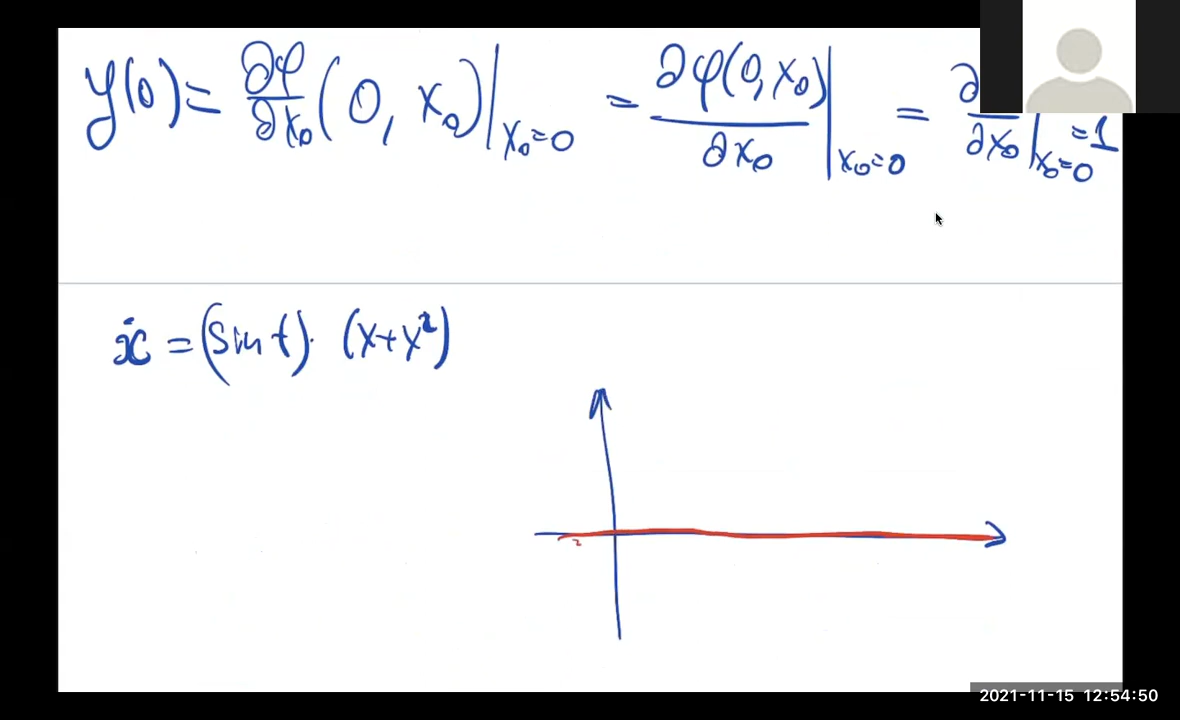 y(0) = ∂φ/∂x₀ (0, x₀)|ₓ₀₌₀ = ∂φ(0, x₀)/∂x₀ |ₓ₀₌₀ = ∂ /∂x₀ |ₓ₀₌₀ = 1
ẋ = (sin t) · (x + x²)
2021-11-15 12:54:50